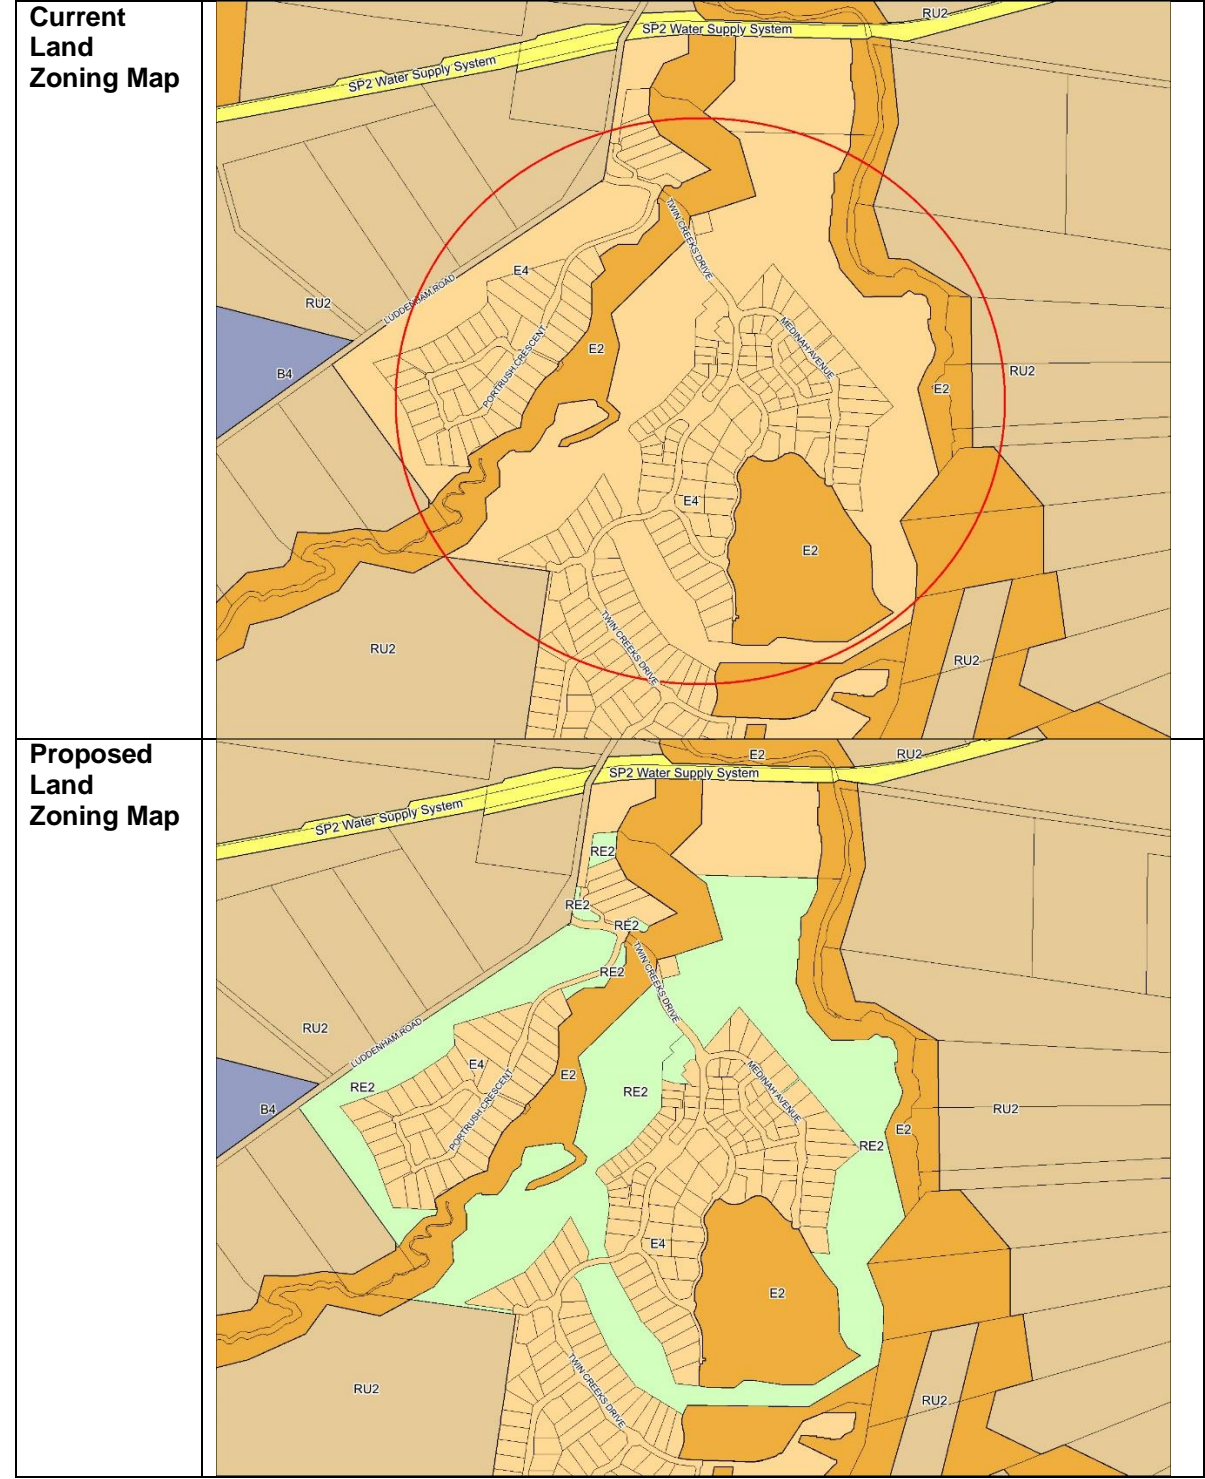 Current
Land
Zoning Map
RU2
SP2 Water Supply System
SP2 Water Supply System
TWIN CREEKS DRIVE
E4
LUDDENHAM ROAD
RU2
MEDINAH AVENUE
PORTRUSH CRESCENT
E2
B4
RU2
E2
E4
E2
TWIN CREEKS DRIVE
RU2
RU2
Proposed
Land
Zoning Map
E2
RU2
SP2 Water Supply System
SP2 Water Supply System
RE2
RE2
RE2
RE2
TWIN CREEKS DRIVE
RU2
LUDDENHAM ROAD
E4
E2
RE2
RE2
MEDINAH AVENUE
PORTRUSH CRESCENT
B4
RU2
E2
RE2
E4
E2
TWIN CREEKS DRIVE
RU2
RU2